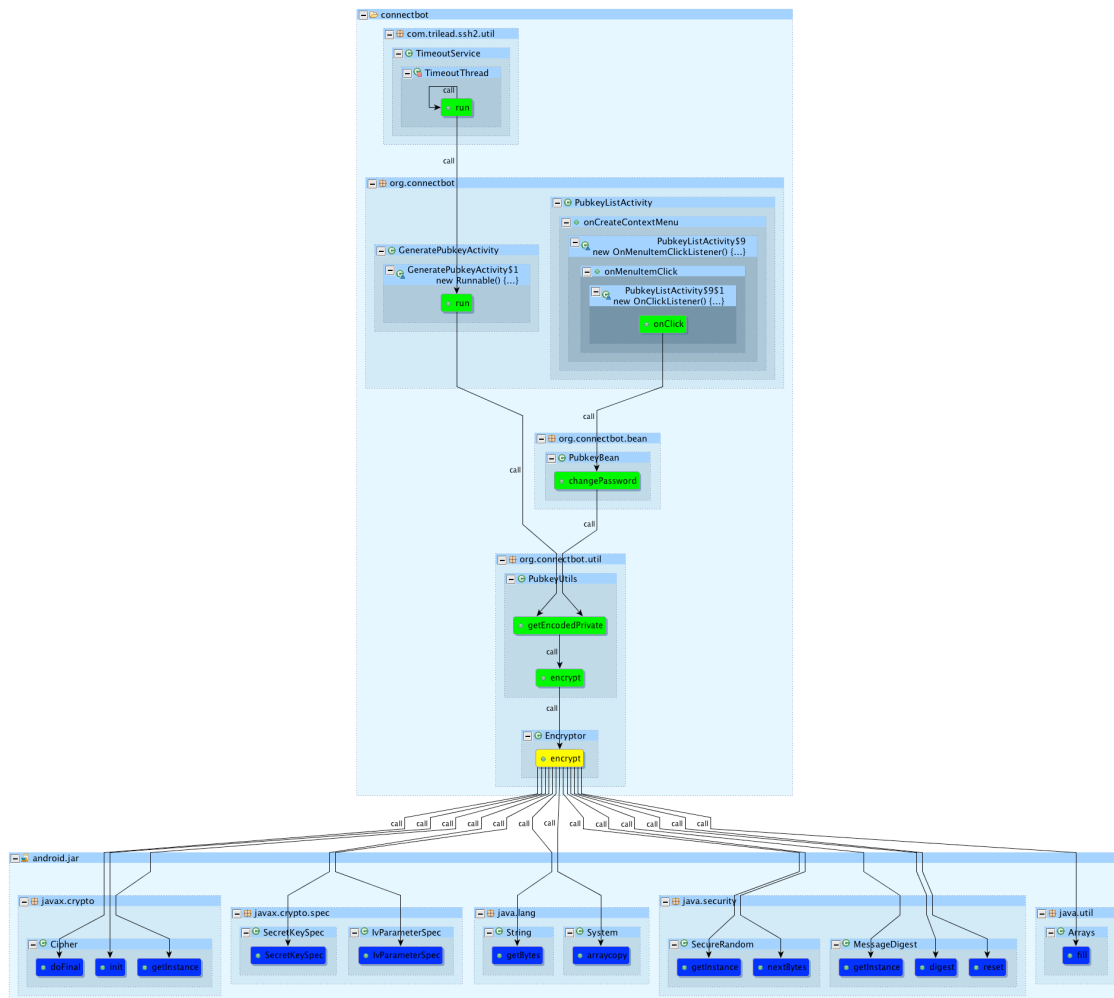 connectbot
com.trilead.ssh2.util
TimeoutService
TimeoutThread
call
run
call
org.connectbot
PubkeyListActivity
onCreateContextMenu
PubkeyListActivity$9
new OnMenuItemClickListener() {...}
GeneratePubkeyActivity
GeneratePubkeyActivity$1
new Runnable() {...}
onMenuItemClick
PubkeyListActivity$9$1
new OnClickListener() {...}
run
onClick
call
org.connectbot.bean
PubkeyBean
call
changePassword
call
org.connectbot.util
PubkeyUtils
getEncodedPrivate
call
encrypt
call
Encryptor
encrypt
call call call call call call call call call call call call
android.jar
javax.crypto
javax.crypto.spec
java.lang
java.security
java.util
Cipher
SecretKeySpec
IvParameterSpec
String
System
SecureRandom
MessageDigest
Arrays
doFinal
init
getInstance
SecretKeySpec
IvParameterSpec
getBytes
arraycopy
getInstance
nextBytes
getInstance
digest
reset
fill